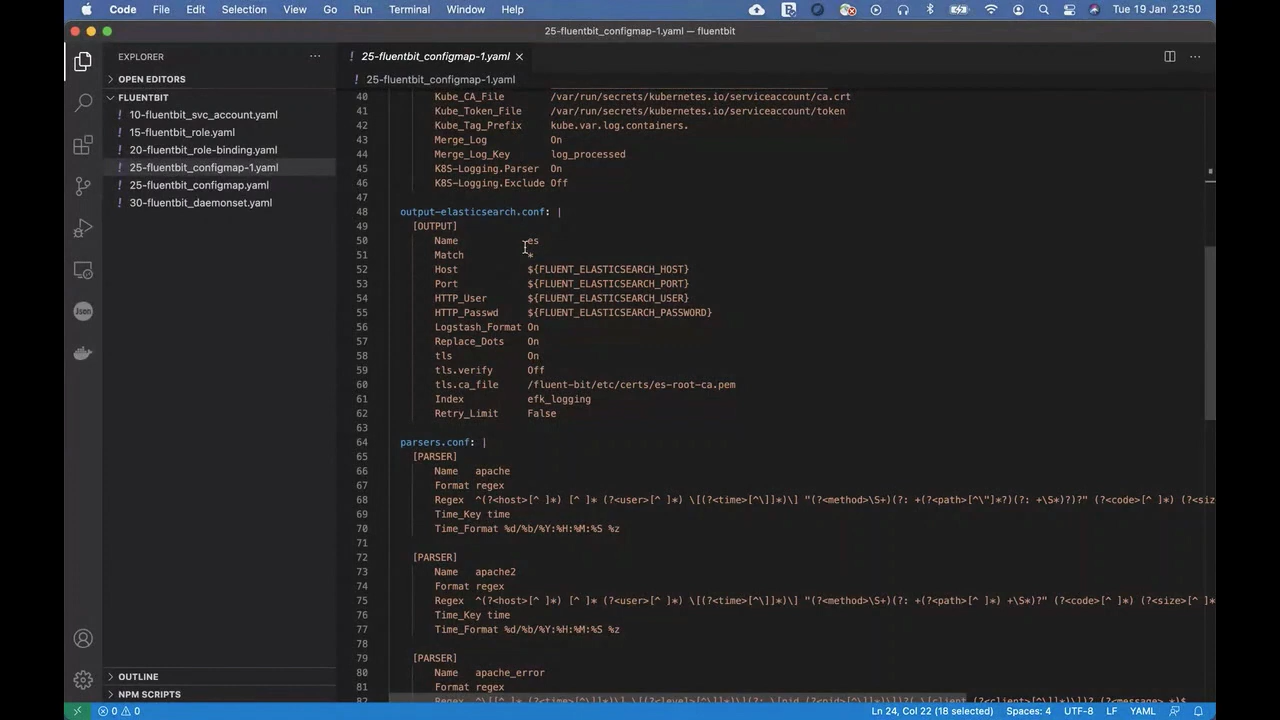 Code File Edit Selection View Go Run Terminal Window Help Tue 19 Jan 23:50
25-fluentbit_configmap-1.yaml — fluentbit
EXPLORER ···
OPEN EDITORS
FLUENTBIT
! 10-fluentbit_svc_account.yaml
! 15-fluentbit_role.yaml
! 20-fluentbit_role-binding.yaml
! 25-fluentbit_configmap-1.yaml
! 25-fluentbit_configmap.yaml
! 30-fluentbit_daemonset.yaml
Json
OUTLINE
NPM SCRIPTS
! 25-fluentbit_configmap-1.yaml × ···
! 25-fluentbit_configmap-1.yaml
40 Kube_CA_File /var/run/secrets/kubernetes.io/serviceaccount/ca.crt
41 Kube_Token_File /var/run/secrets/kubernetes.io/serviceaccount/token
42 Kube_Tag_Prefix kube.var.log.containers.
43 Merge_Log On
44 Merge_Log_Key log_processed
45 K8S-Logging.Parser On
46 K8S-Logging.Exclude Off
47
48 output-elasticsearch.conf: |
49 [OUTPUT]
50 Name es
51 Match *
52 Host ${FLUENT_ELASTICSEARCH_HOST}
53 Port ${FLUENT_ELASTICSEARCH_PORT}
54 HTTP_User ${FLUENT_ELASTICSEARCH_USER}
55 HTTP_Passwd ${FLUENT_ELASTICSEARCH_PASSWORD}
56 Logstash_Format On
57 Replace_Dots On
58 tls On
59 tls.verify Off
60 tls.ca_file /fluent-bit/etc/certs/es-root-ca.pem
61 Index efk_logging
62 Retry_Limit False
63
64 parsers.conf: |
65 [PARSER]
66 Name apache
67 Format regex
68 Regex ^(?<host>[^ ]*) [^ ]* (?<user>[^ ]*) \[(?<time>[^\]]*)\] "(?<method>\S+)(?: +(?<path>[^\"]*?)(?: +\S*)?)?" (?<code>[^ ]*) (?<size
69 Time_Key time
70 Time_Format %d/%b/%Y:%H:%M:%S %z
71
72 [PARSER]
73 Name apache2
74 Format regex
75 Regex ^(?<host>[^ ]*) [^ ]* (?<user>[^ ]*) \[(?<time>[^\]]*)\] "(?<method>\S+)(?: +(?<path>[^ ]*) +\S*)?" (?<code>[^ ]*) (?<size>[^ ]*
76 Time_Key time
77 Time_Format %d/%b/%Y:%H:%M:%S %z
78
79 [PARSER]
80 Name apache_error
81 Format regex
82 Regex ^\[[^ ]* (?<time>[^\]]*)\] \[(?<level>[^\]]*)\](?: \[pid (?<pid>[^\]]*)\])?( \[client (?<client>[^\]]*)\])? (?<message>.*)$
0 0 Ln 24, Col 22 (18 selected) Spaces: 4 UTF-8 LF YAML